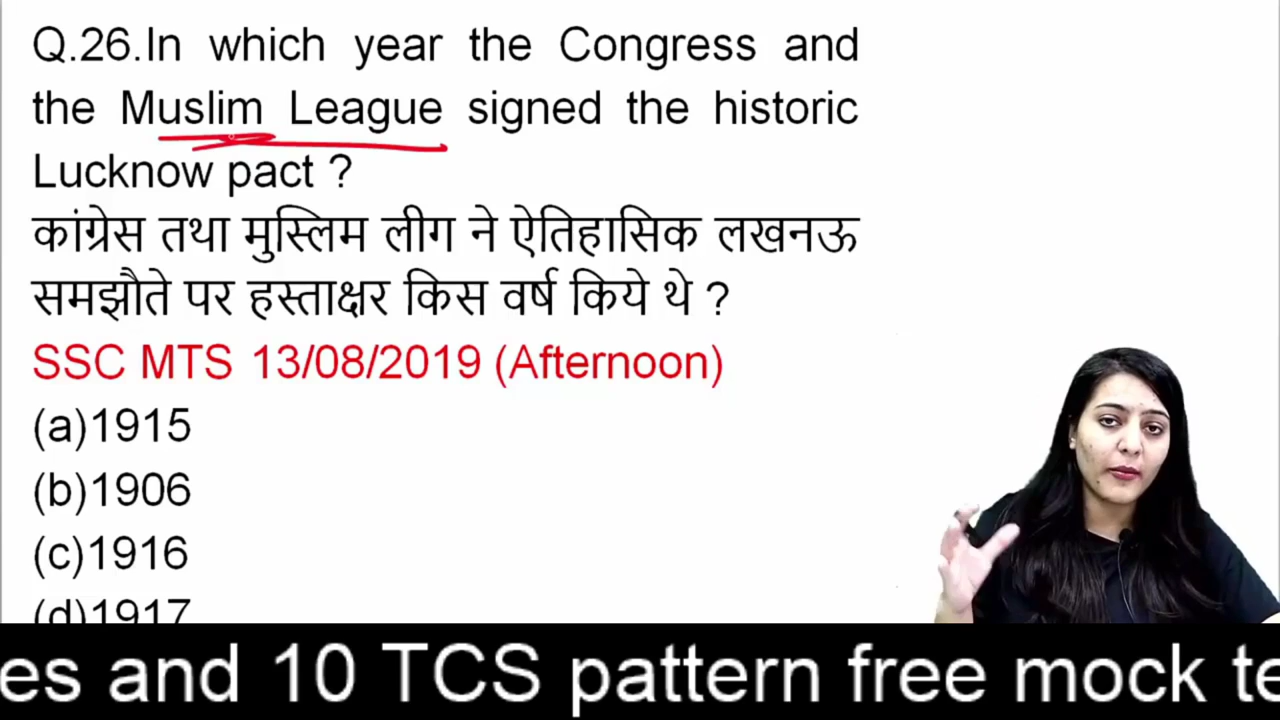 Q.26.In which year the Congress and
the Muslim League signed the historic
Lucknow pact ?
कांग्रेस तथा मुस्लिम लीग ने ऐतिहासिक लखनऊ
समझौते पर हस्ताक्षर किस वर्ष किये थे ?
SSC MTS 13/08/2019 (Afternoon)
(a)1915
(b)1906
(c)1916
(d)1917
es and 10 TCS pattern free mock te